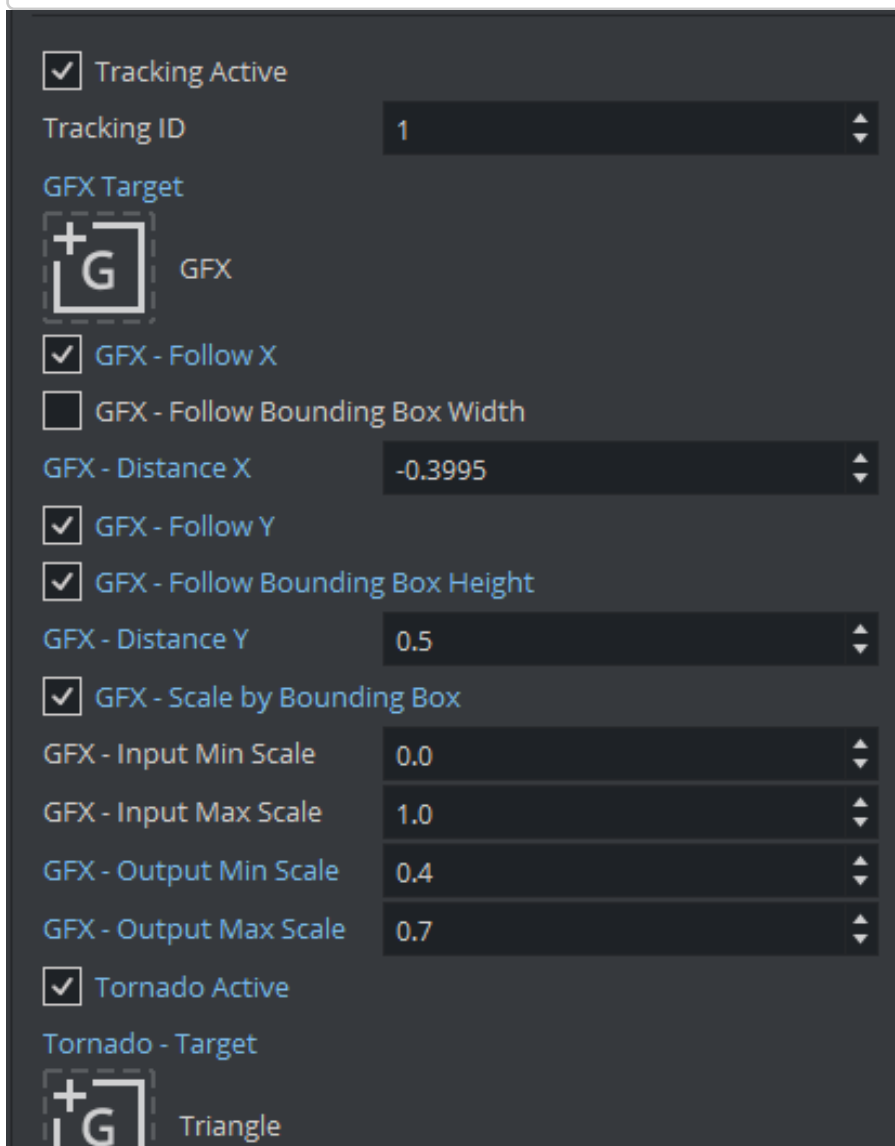 Tracking Active
Tracking ID 1
GFX Target
G GFX
GFX - Follow X
GFX - Follow Bounding Box Width
GFX - Distance X -0.3995
GFX - Follow Y
GFX - Follow Bounding Box Height
GFX - Distance Y 0.5
GFX - Scale by Bounding Box
GFX - Input Min Scale 0.0
GFX - Input Max Scale 1.0
GFX - Output Min Scale 0.4
GFX - Output Max Scale 0.7
Tornado Active
Tornado - Target
G Triangle